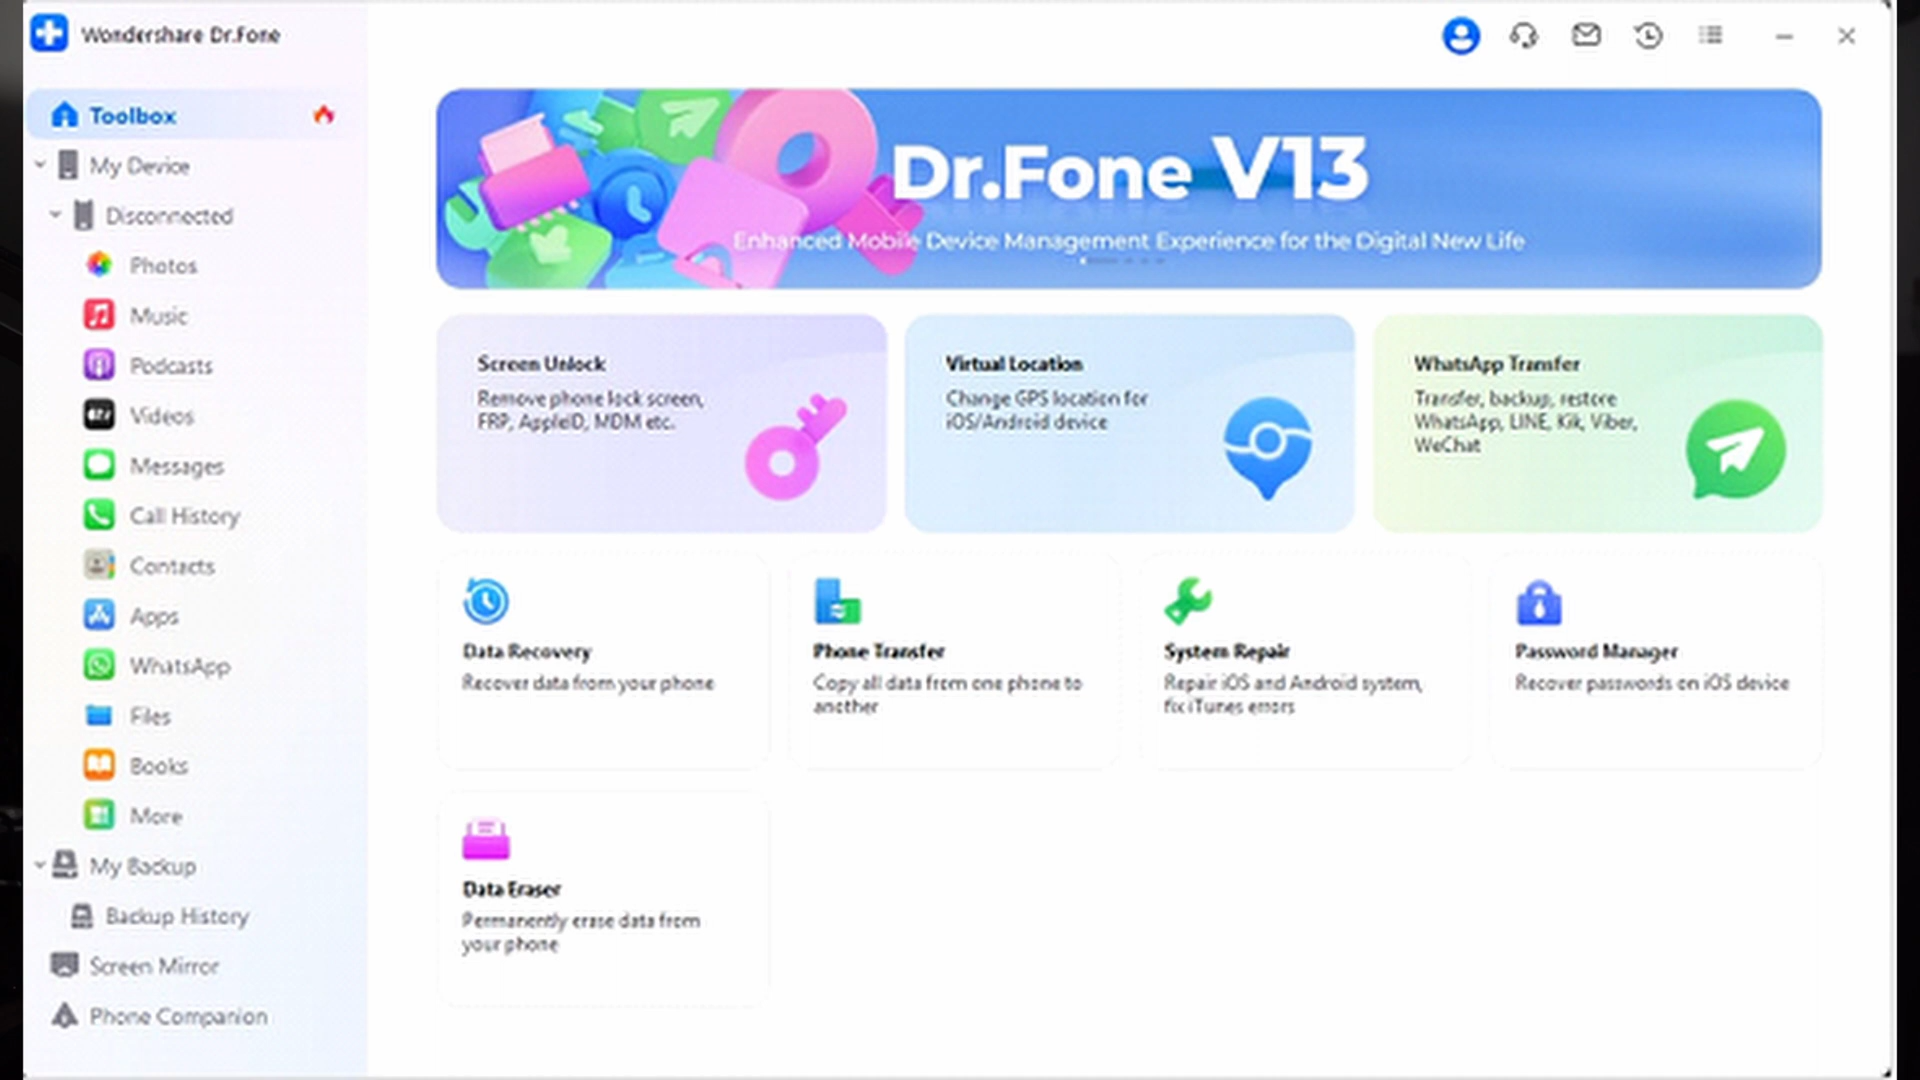 Wondershare Dr.Fone
Toolbox
My Device
Disconnected
Photos
Music
Podcasts
Videos
Messages
Call History
Contacts
Apps
WhatsApp
Files
Books
More
My Backup
Backup History
Screen Mirror
Phone Companion
Dr.Fone V13
Enhanced Mobile Device Management Experience for the Digital New Life
Screen Unlock
Remove phone lock screen,
FRP, AppleID, MDM etc.
Virtual Location
Change GPS location for
iOS/Android device
WhatsApp Transfer
Transfer, backup, restore
WhatsApp, LINE, Kik, Viber,
WeChat
Data Recovery
Recover data from your phone
Phone Transfer
Copy all data from one phone to
another
System Repair
Repair iOS and Android system,
fix iTunes errors
Password Manager
Recover passwords on iOS device
Data Eraser
Permanently erase data from
your phone